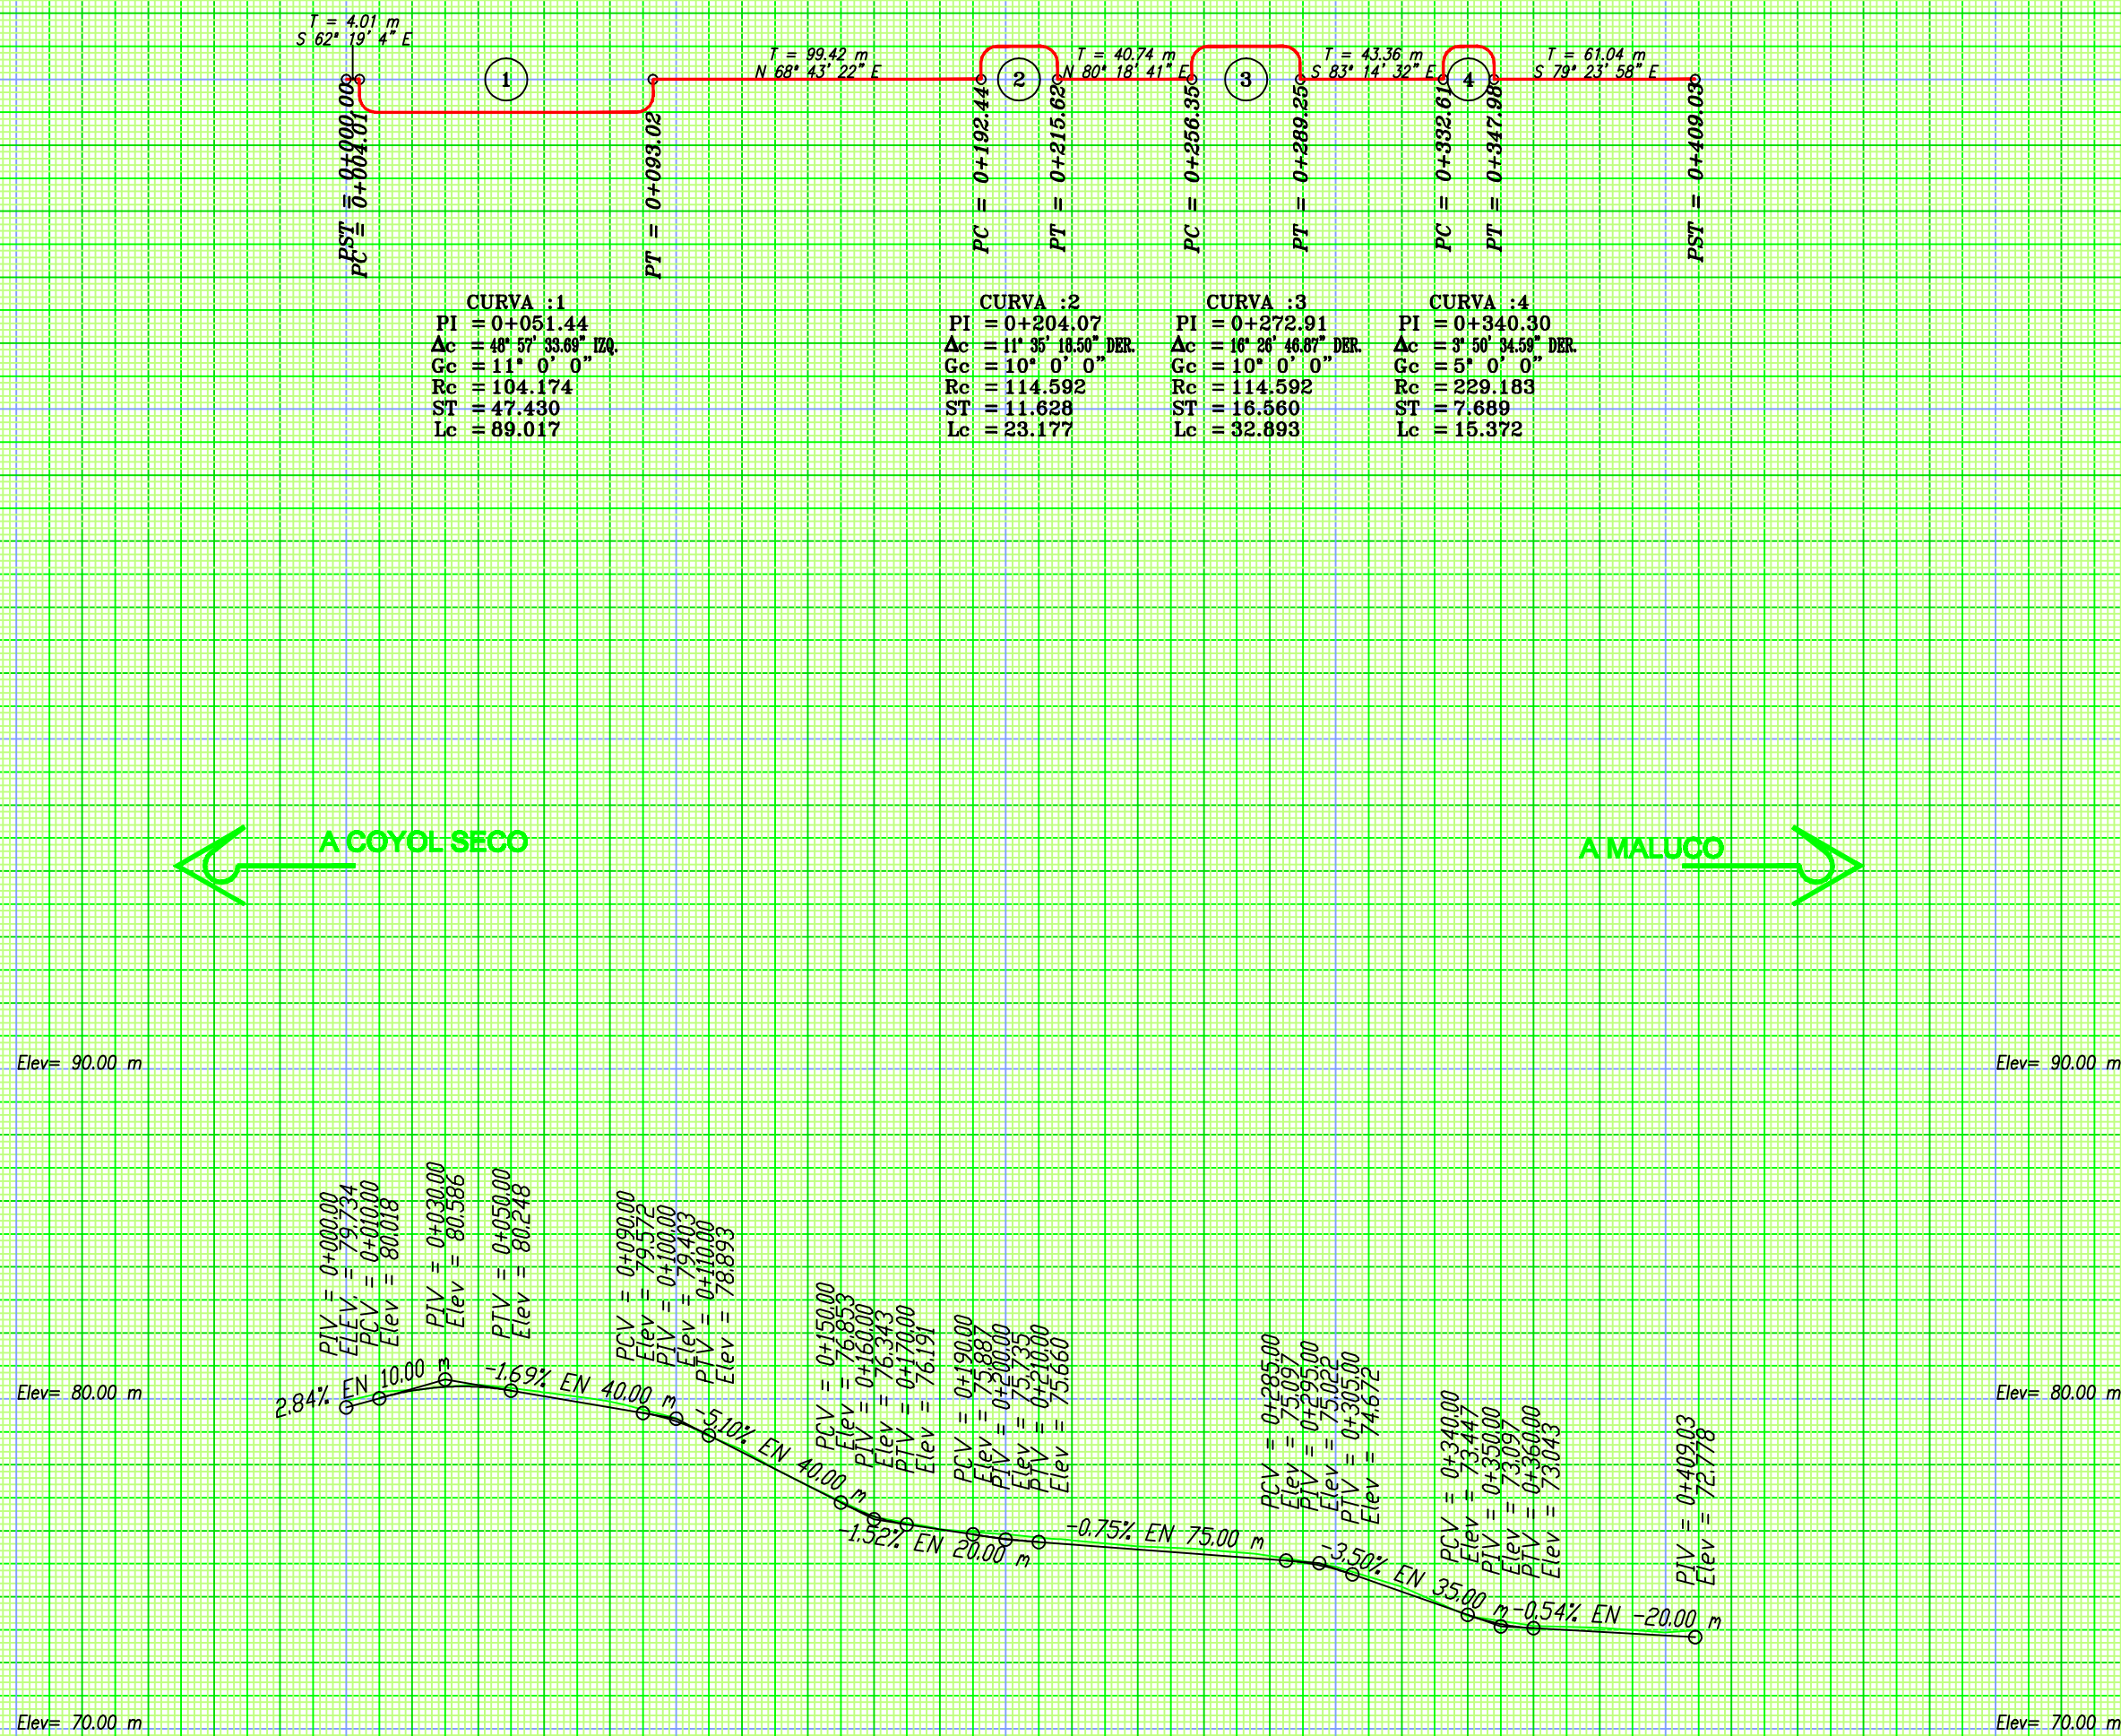 T = 4.01 m
S 62° 19' 4" E
T = 99.42 m
N 68° 43' 22" E
T = 40.74 m
N 80° 18' 41" E
T = 43.36 m
S 83° 14' 32" E
T = 61.04 m
S 79° 23' 58" E
1
2
3
4
PST = 0+000.00
PC = 0+004.01
PT = 0+093.02
PC = 0+192.44
PT = 0+215.62
PC = 0+256.35
PT = 0+289.25
PC = 0+332.61
PT = 0+347.98
PST = 0+409.03
CURVA :1
PI = 0+051.44
Δc = 48° 57' 33.69" IZQ.
Gc = 11° 0' 0"
Rc = 104.174
ST = 47.430
Lc = 89.017
CURVA :2
PI = 0+204.07
Δc = 11° 35' 18.50" DER.
Gc = 10° 0' 0"
Rc = 114.592
ST = 11.628
Lc = 23.177
CURVA :3
PI = 0+272.91
Δc = 16° 26' 46.87" DER.
Gc = 10° 0' 0"
Rc = 114.592
ST = 16.560
Lc = 32.893
CURVA :4
PI = 0+340.30
Δc = 3° 50' 34.59" DER.
Gc = 5° 0' 0"
Rc = 229.183
ST = 7.689
Lc = 15.372
A COYOL SECO
A MALUCO
Elev= 90.00 m
Elev= 90.00 m
PIV = 0+000.00
ELEV. = 79.734
PCV = 0+010.00
Elev = 80.018
PIV = 0+030.00
Elev = 80.586
PTV = 0+050.00
Elev = 80.248
PCV = 0+090.00
Elev = 79.572
PIV = 0+100.00
Elev = 79.403
PTV = 0+110.00
Elev = 78.893
PCV = 0+150.00
Elev = 76.853
PIV = 0+160.00
Elev = 76.343
PTV = 0+170.00
Elev = 76.191
PCV = 0+190.00
Elev = 75.887
PIV = 0+200.00
Elev = 75.735
PTV = 0+210.00
Elev = 75.660
PCV = 0+285.00
Elev = 75.097
PIV = 0+295.00
Elev = 75.022
PTV = 0+305.00
Elev = 74.672
PCV = 0+340.00
Elev = 73.447
PIV = 0+350.00
Elev = 73.097
PTV = 0+360.00
Elev = 73.043
PIV = 0+409.03
Elev = 72.778
Elev= 80.00 m
Elev= 80.00 m
2.84% EN 10.00 m
-1.69% EN 40.00 m
-5.10% EN 40.00 m
-1.52% EN 20.00 m
-0.75% EN 75.00 m
-3.50% EN 35.00 m
-0.54% EN -20.00 m
Elev= 70.00 m
Elev= 70.00 m